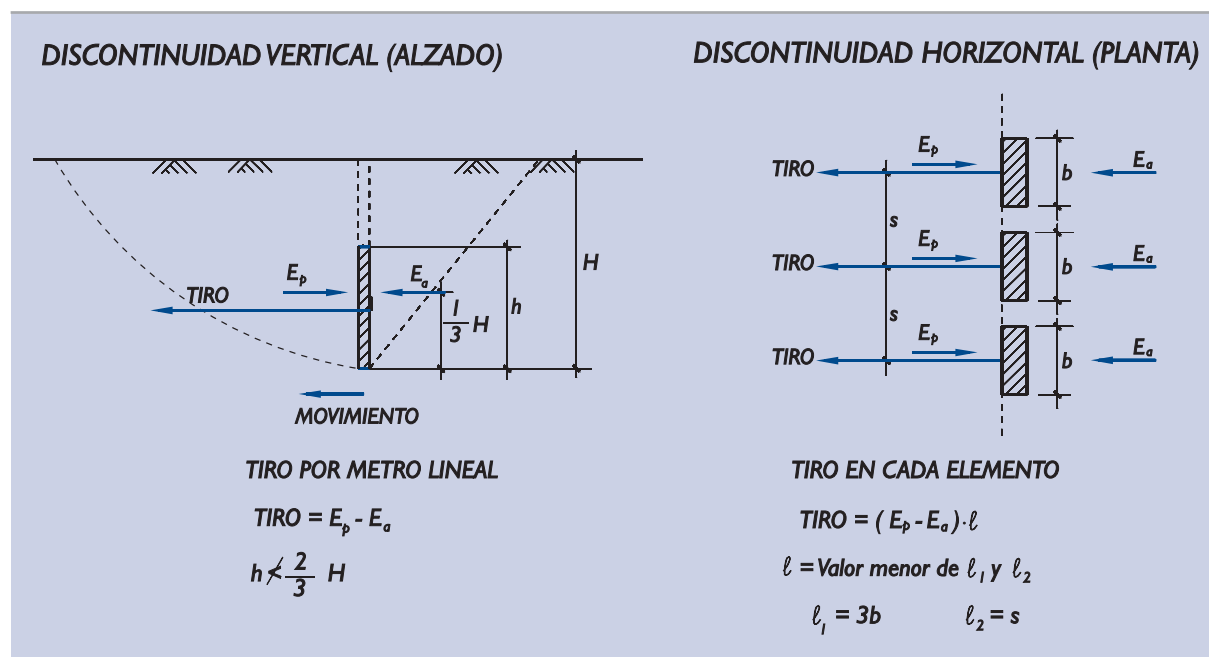 DISCONTINUIDAD VERTICAL (ALZADO)
Ep
Ea
TIRO
1/3 H
h
H
MOVIMIENTO
TIRO POR METRO LINEAL
TIRO = Ep - Ea
h ≮ 2/3 H
DISCONTINUIDAD HORIZONTAL (PLANTA)
TIRO
Ep
b
Ea
s
TIRO
Ep
b
Ea
s
TIRO
Ep
b
Ea
TIRO EN CADA ELEMENTO
TIRO = ( Ep - Ea ) · ℓ
ℓ = Valor menor de ℓ1 y ℓ2
ℓ1 = 3b ℓ2 = s